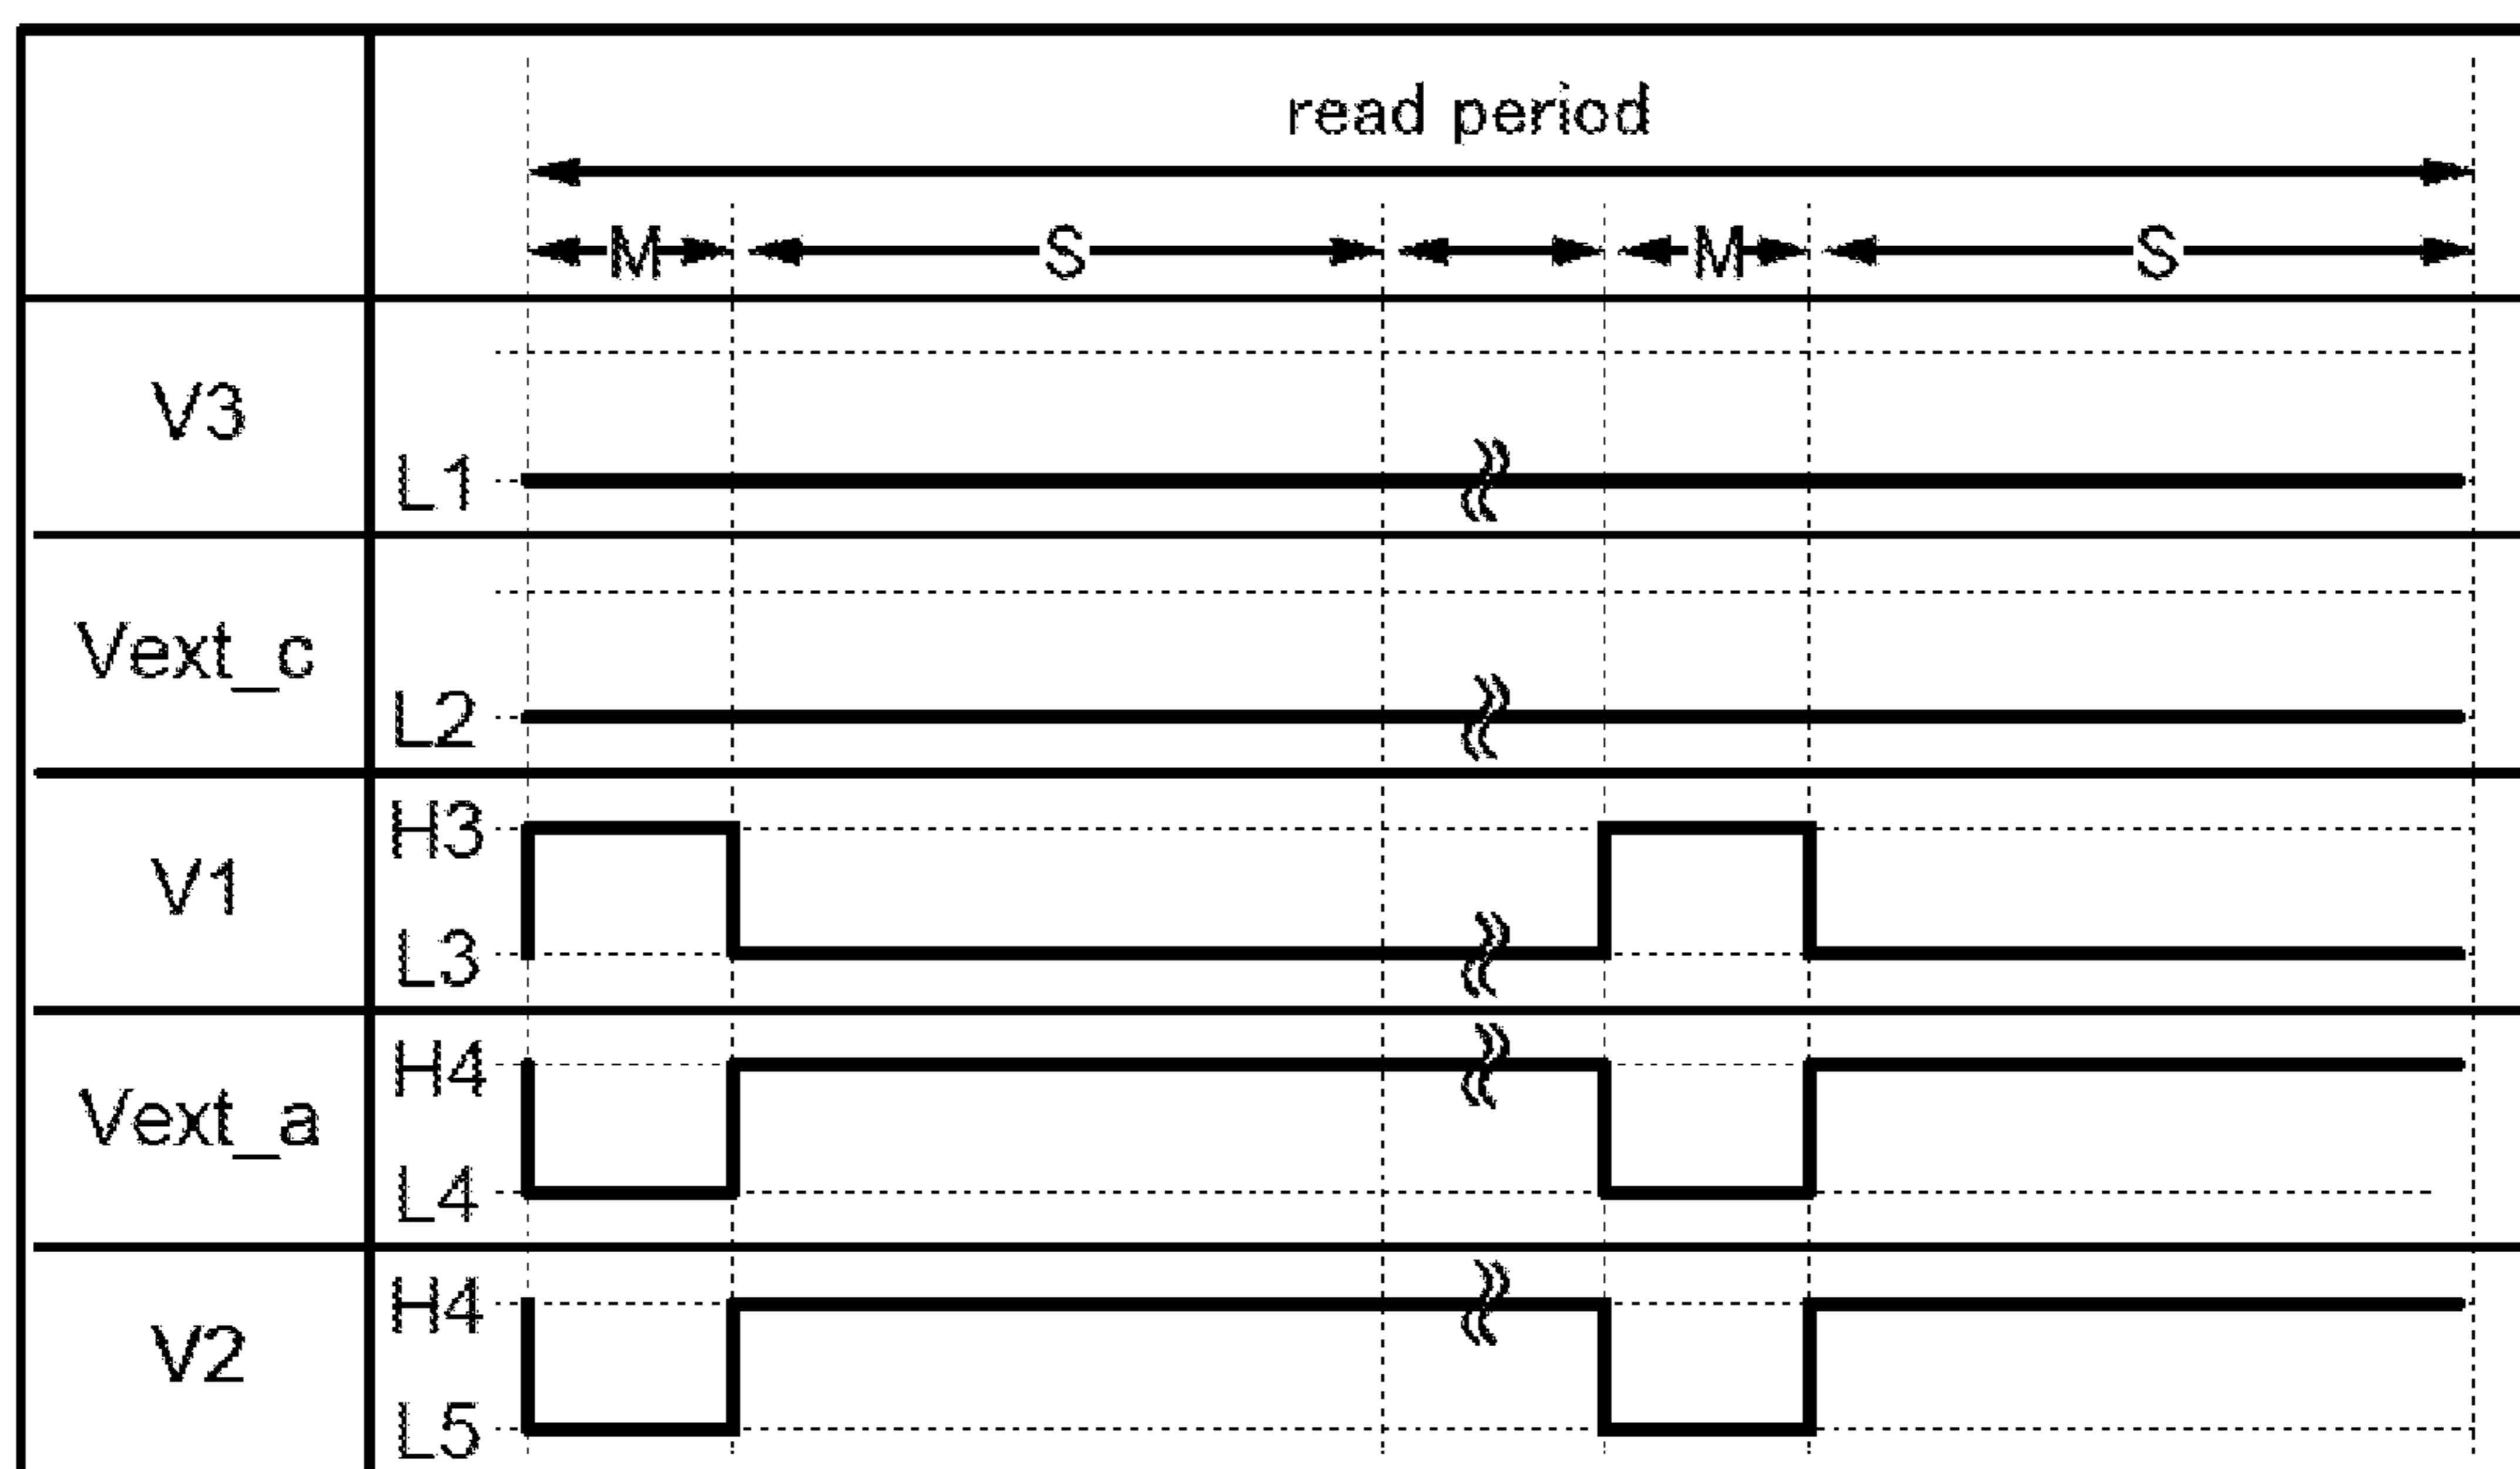 read period
M S M S
V3
L1
Vext_c
L2
V1
H3
L3
Vext_a
H4
L4
V2
H4
L5